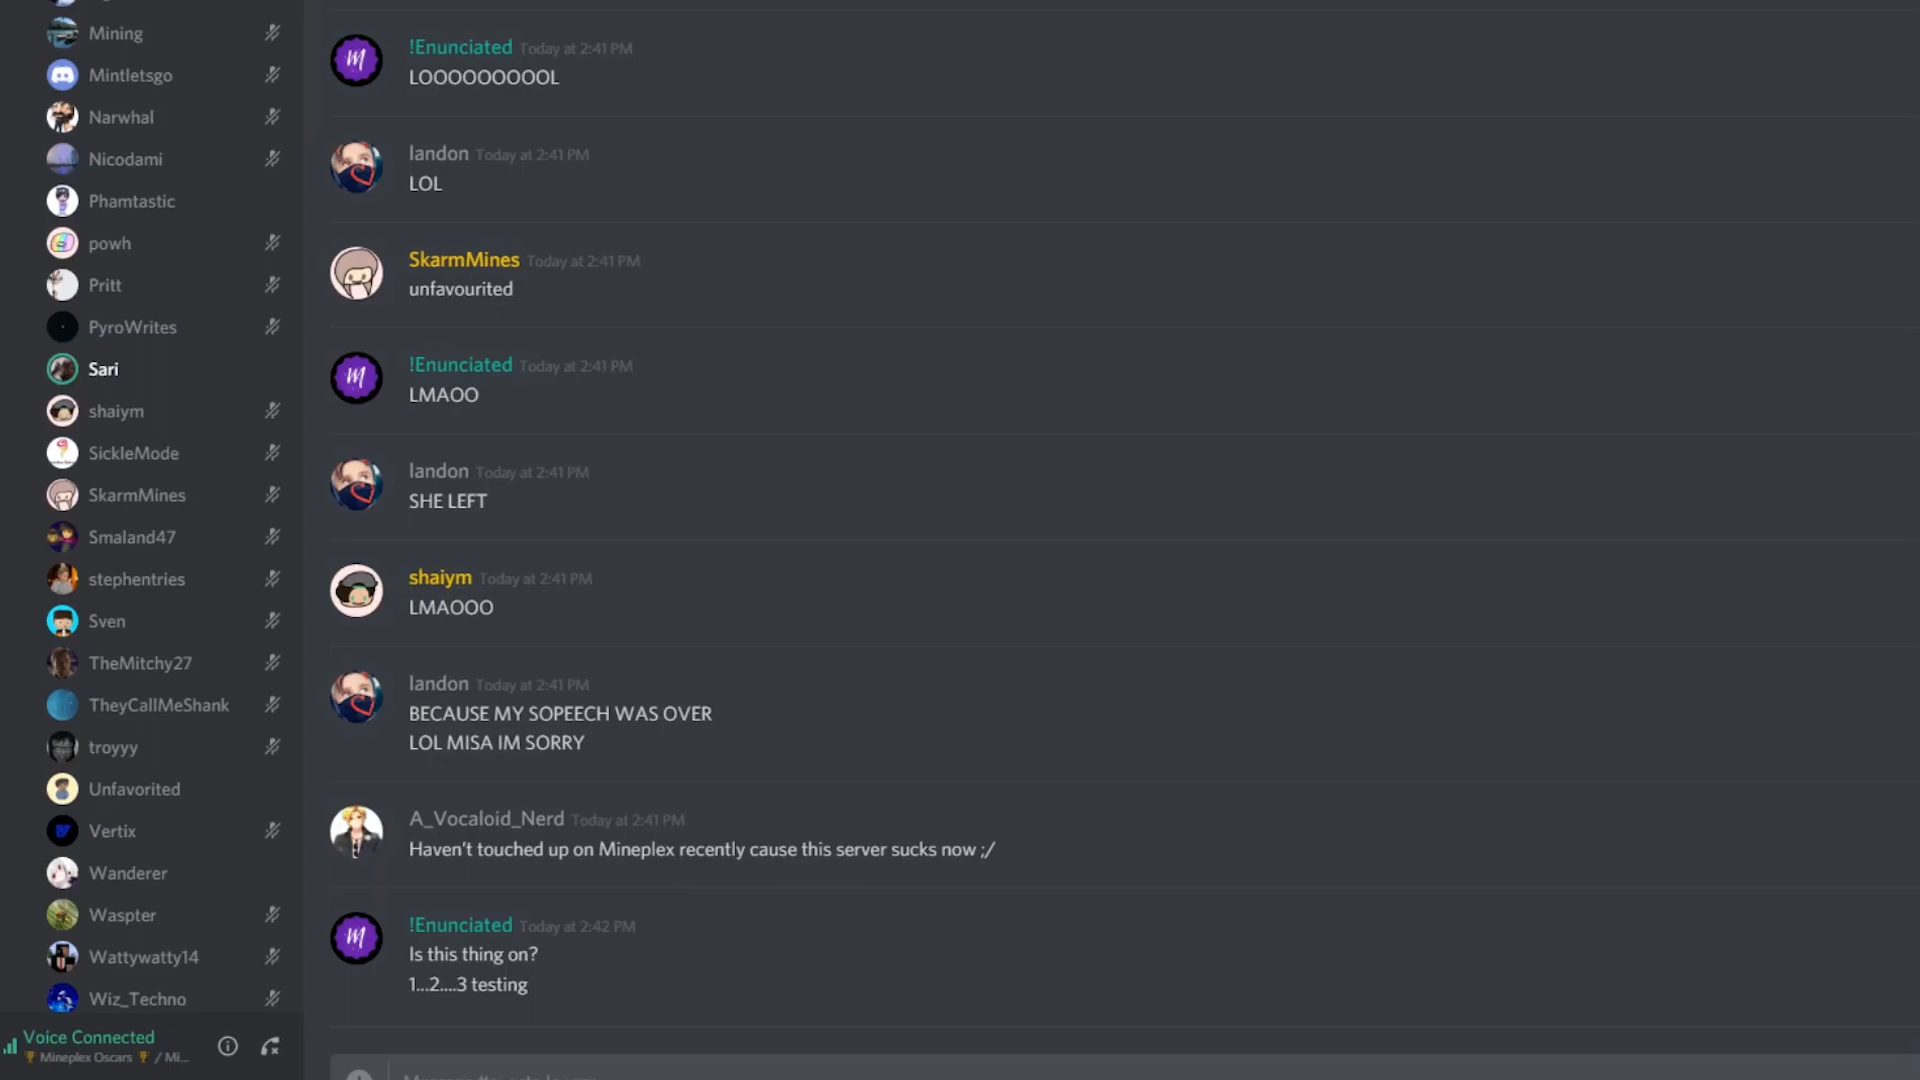 Mining
Mintletsgo
Narwhal
Nicodami
Phamtastic
powh
Pritt
PyroWrites
Sari
shaiym
SickleMode
SkarmMines
Smaland47
stephentries
Sven
TheMitchy27
TheyCallMeShank
troyyy
Unfavorited
Vertix
Wanderer
Waspter
Wattywatty14
Wiz_Techno
Voice Connected
🏆 Mineplex Oscars 🏆 / Mi...
!Enunciated Today at 2:41 PM
LOOOOOOOOOL
landon Today at 2:41 PM
LOL
SkarmMines Today at 2:41 PM
unfavourited
!Enunciated Today at 2:41 PM
LMAOO
landon Today at 2:41 PM
SHE LEFT
shaiym Today at 2:41 PM
LMAOOO
landon Today at 2:41 PM
BECAUSE MY SOPEECH WAS OVER
LOL MISA IM SORRY
A_Vocaloid_Nerd Today at 2:41 PM
Haven't touched up on Mineplex recently cause this server sucks now ;/
!Enunciated Today at 2:42 PM
Is this thing on?
1...2....3 testing